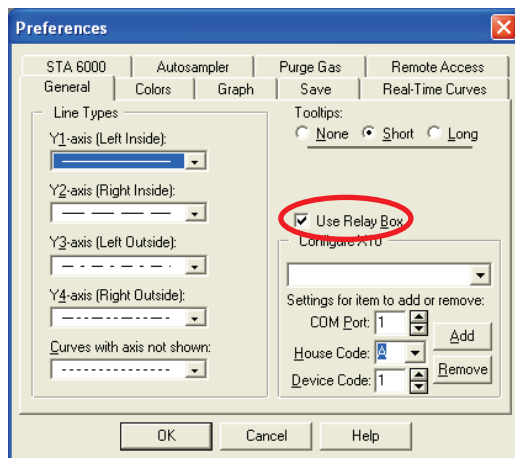 Preferences
STA 6000 Autosampler Purge Gas Remote Access
General Colors Graph Save Real-Time Curves
Line Types
Y1-axis (Left Inside):
Y2-axis (Right Inside):
Y3-axis (Left Outside):
Y4-axis (Right Outside):
Curves with axis not shown:
Tooltips:
None Short Long
Use Relay Box
Configure X10
Settings for item to add or remove:
COM Port: 1
House Code: A
Device Code: 1
Add
Remove
OK Cancel Help